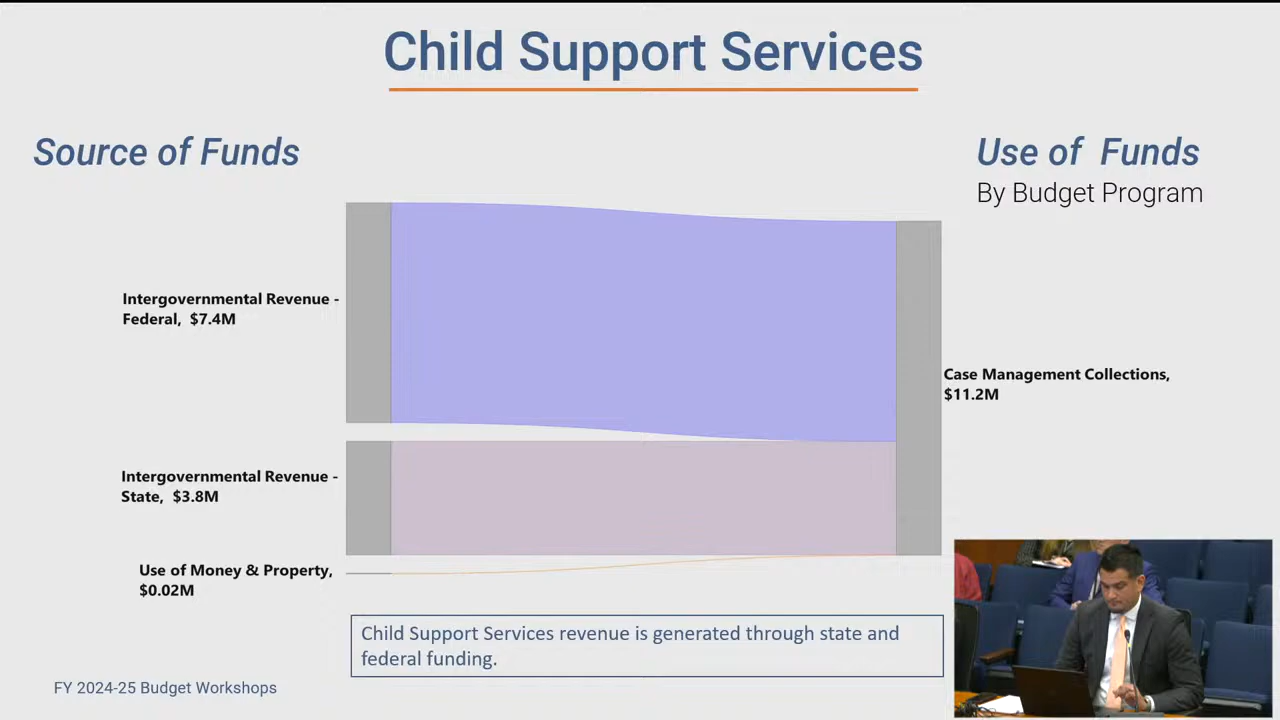 Child Support Services
Source of Funds
Use of Funds
By Budget Program
Intergovernmental Revenue -
Federal, $7.4M
Case Management Collections,
$11.2M
Intergovernmental Revenue -
State, $3.8M
Use of Money & Property,
$0.02M
Child Support Services revenue is generated through state and
federal funding.
FY 2024-25 Budget Workshops